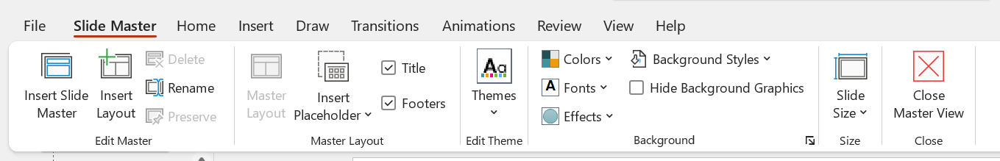 File Slide Master Home Insert Draw Transitions Animations Review View Help
Insert Slide Master
Insert Layout
Delete
Rename
Preserve
Edit Master
Master Layout
Insert Placeholder
Title
Footers
Master Layout
Aa
Themes
Edit Theme
Colors
A Fonts
Effects
Background Styles
Hide Background Graphics
Background
Slide Size
Size
Close Master View
Close